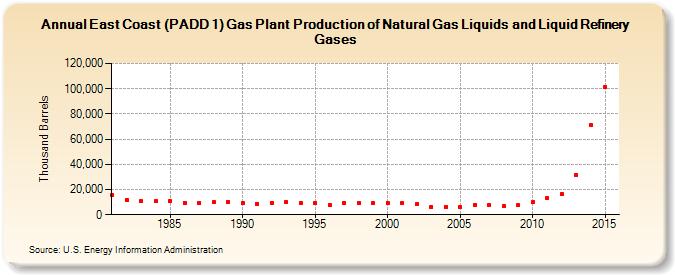 Annual East Coast (PADD 1) Gas Plant Production of Natural Gas Liquids and Liquid Refinery
Gases
Thousand Barrels
120,000
100,000
80,000
60,000
40,000
20,000
0
1985 1990 1995 2000 2005 2010 2015
Source: U.S. Energy Information Administration